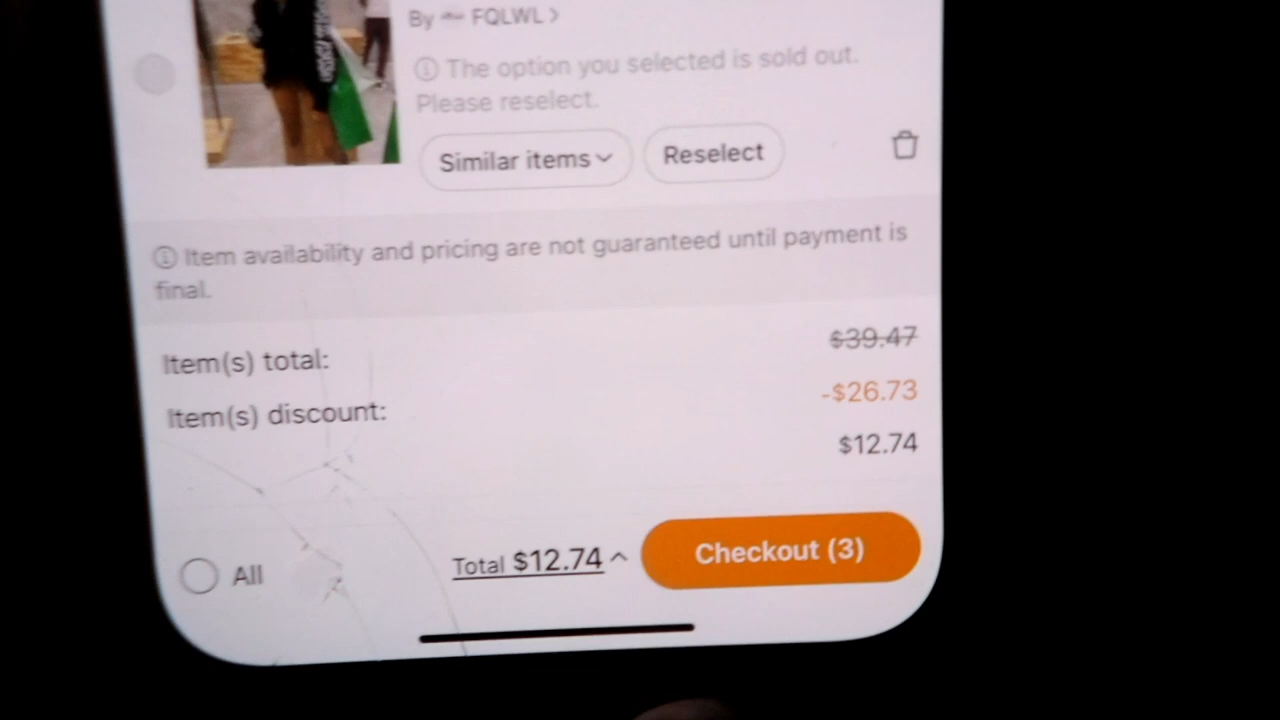 By FQLWL >
ⓘ The option you selected is sold out.
Please reselect.
Similar items
Reselect
ⓘ Item availability and pricing are not guaranteed until payment is
final.
Item(s) total: $39.47
Item(s) discount: -$26.73
$12.74
All
Total $12.74
Checkout (3)